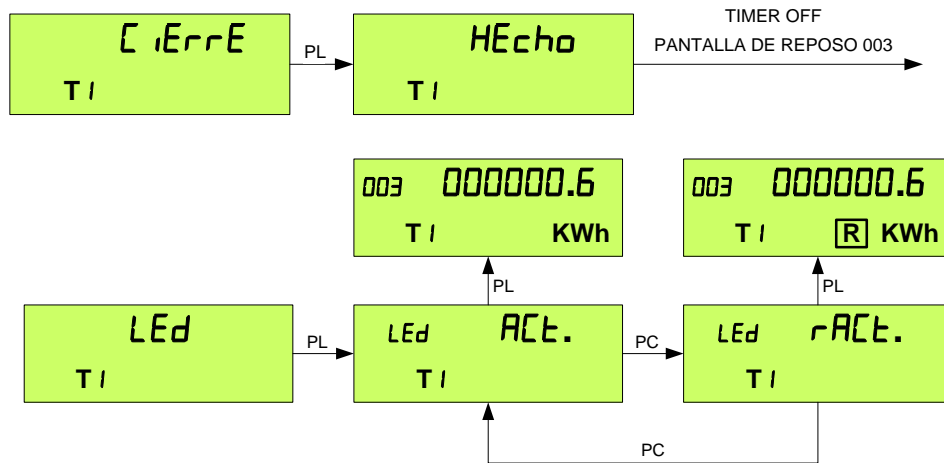 TIMER OFF
CiErrE
PL
HEcho
PANTALLA DE REPOSO 003
T1
T1
003 000000.6
003 000000.6
T1 KWh
T1 R KWh
PL
PL
LEd
PL
LEd ACt.
PC
LEd rACt.
T1
T1
T1
PC